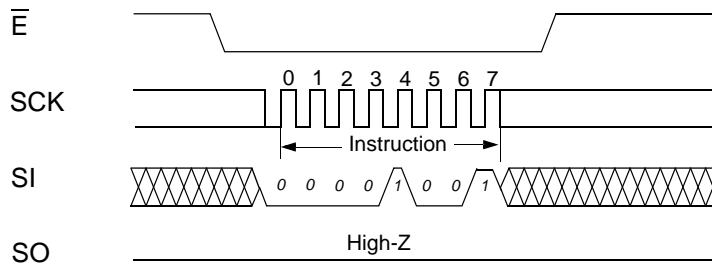 E
SCK
0 1 2 3 4 5 6 7
Instruction
SI
0 0 0 0 1 0 0 1
High-Z
SO